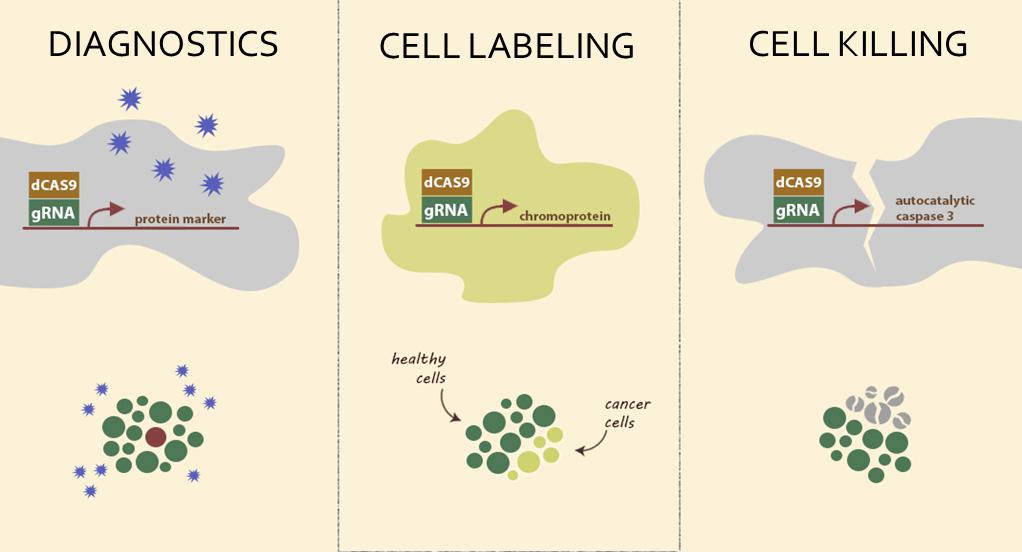 DIAGNOSTICS
dCAS9
gRNA
protein marker
CELL LABELING
dCAS9
gRNA
chromoprotein
healthy
cells
cancer
cells
CELL KILLING
dCAS9
gRNA
autocatalytic
caspase 3